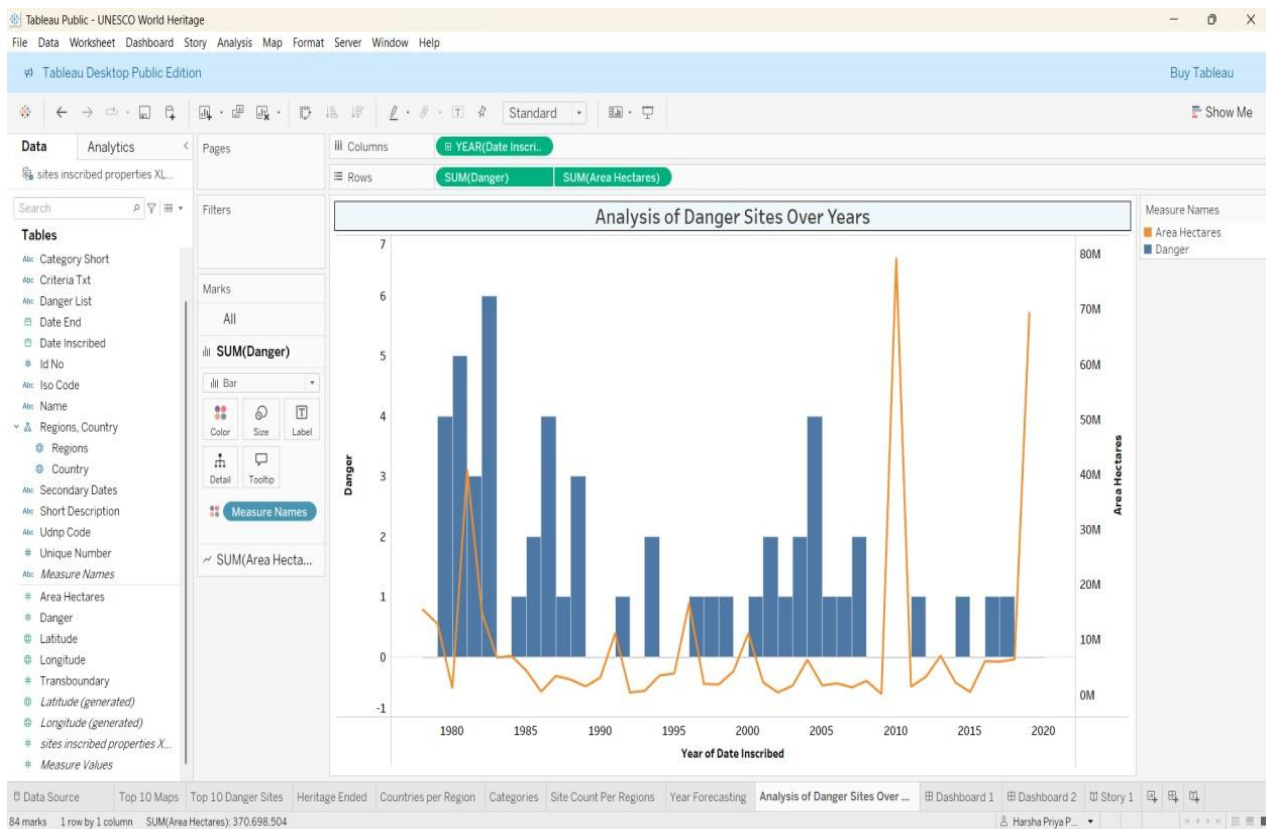 Tableau Public - UNESCO World Heritage
File Data Worksheet Dashboard Story Analysis Map Format Server Window Help
Tableau Desktop Public Edition
Buy Tableau
Standard
Show Me
Data Analytics
sites inscribed properties XL...
Search
Tables
Abc Category Short
Abc Criteria Txt
Abc Danger List
Date End
Date Inscribed
# Id No
Abc Iso Code
Abc Name
Regions, Country
Regions
Country
Abc Secondary Dates
Abc Short Description
Abc Udnp Code
# Unique Number
Abc Measure Names
# Area Hectares
# Danger
Latitude
Longitude
# Transboundary
Latitude (generated)
Longitude (generated)
# sites inscribed properties X...
# Measure Values
Pages
Filters
Marks
All
SUM(Danger)
Bar
Color Size Label
Detail Tooltip
Measure Names
SUM(Area Hecta...
Columns
YEAR(Date Inscri..
Rows
SUM(Danger) SUM(Area Hectares)
Analysis of Danger Sites Over Years
7
6
5
4
3
2
1
0
-1
Danger
80M
70M
60M
50M
40M
30M
20M
10M
0M
Area Hectares
1980 1985 1990 1995 2000 2005 2010 2015 2020
Year of Date Inscribed
Measure Names
Area Hectares
Danger
Data Source Top 10 Maps Top 10 Danger Sites Heritage Ended Countries per Region Categories Site Count Per Regions Year Forecasting Analysis of Danger Sites Over ... Dashboard 1 Dashboard 2 Story 1
84 marks 1 row by 1 column SUM(Area Hectares): 370.698.504
Harsha Priya P...